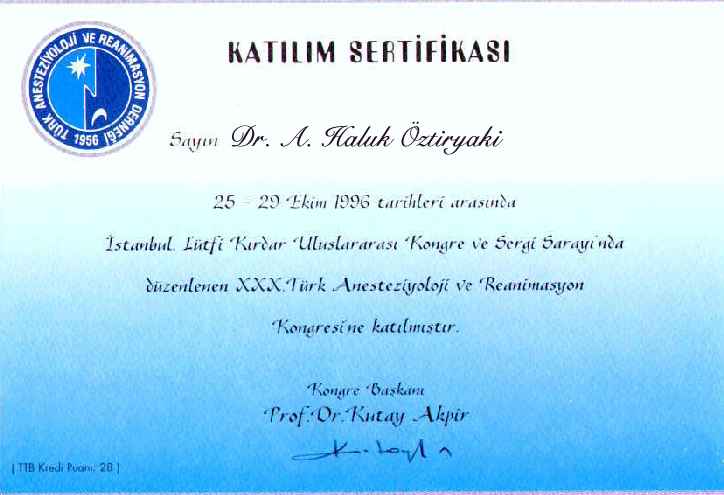 TÜRK ANESTEZİYOLOJİ VE REANİMASYON DERNEĞİ
1956
KATILIM SERTİFİKASI
Sayın Dr. A. Haluk Öztiryaki
25 - 29 Ekim 1996 tarihleri arasında
İstanbul. Lütfi Kırdar Uluslararası Kongre ve Sergi Sarayı'nda
düzenlenen XXX.Türk Anesteziyoloji ve Reanimasyon
Kongresi'ne katılmıştır.
Kongre Başkanı
Prof.Dr.Kutay Akpir
( TTB Kredi Puanı: 28 )